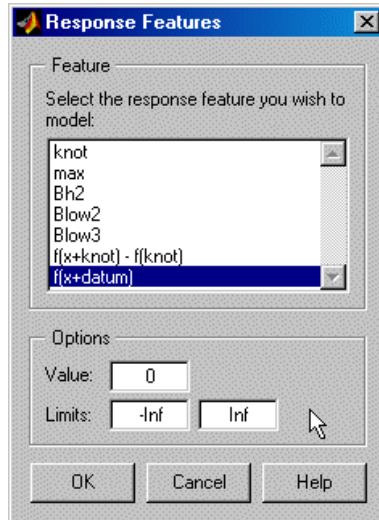 Response Features
Feature
Select the response feature you wish to
model:
knot
max
Bh2
Blow2
Blow3
f(x+knot) - f(knot)
f(x+datum)
Options
Value: 0
Limits: -Inf Inf
OK Cancel Help